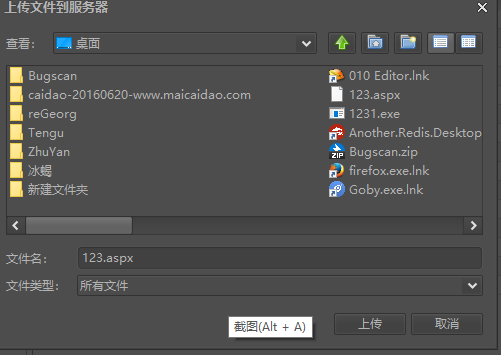 上传文件到服务器
查看: 桌面
Bugscan
caidao-20160620-www.maicaidao.com
reGeorg
Tengu
ZhuYan
冰蝎
新建文件夹
010 Editor.lnk
123.aspx
1231.exe
Another.Redis.Desktop
Bugscan.zip
firefox.exe.lnk
Goby.exe.lnk
文件名: 123.aspx
文件类型: 所有文件
截图(Alt + A)
上传 取消